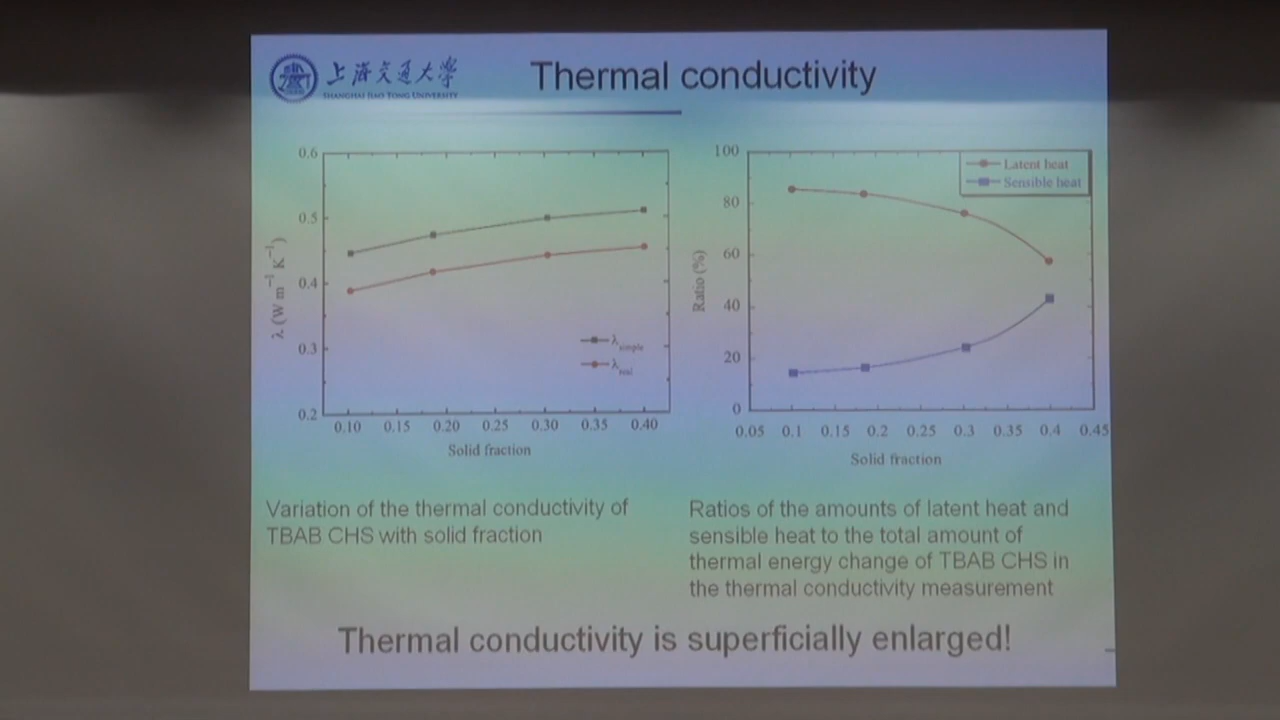 上海交通大学
SHANGHAI JIAO TONG UNIVERSITY
Thermal conductivity
0.6
0.5
0.4
0.3
0.2
λ (W m⁻¹ K⁻¹)
λsimple
λreal
0.10 0.15 0.20 0.25 0.30 0.35 0.40
Solid fraction
100
80
60
40
20
0
Ratio (%)
Latent heat
Sensible heat
0.05 0.1 0.15 0.2 0.25 0.3 0.35 0.4 0.45
Solid fraction
Variation of the thermal conductivity of
TBAB CHS with solid fraction
Ratios of the amounts of latent heat and
sensible heat to the total amount of
thermal energy change of TBAB CHS in
the thermal conductivity measurement
Thermal conductivity is superficially enlarged!